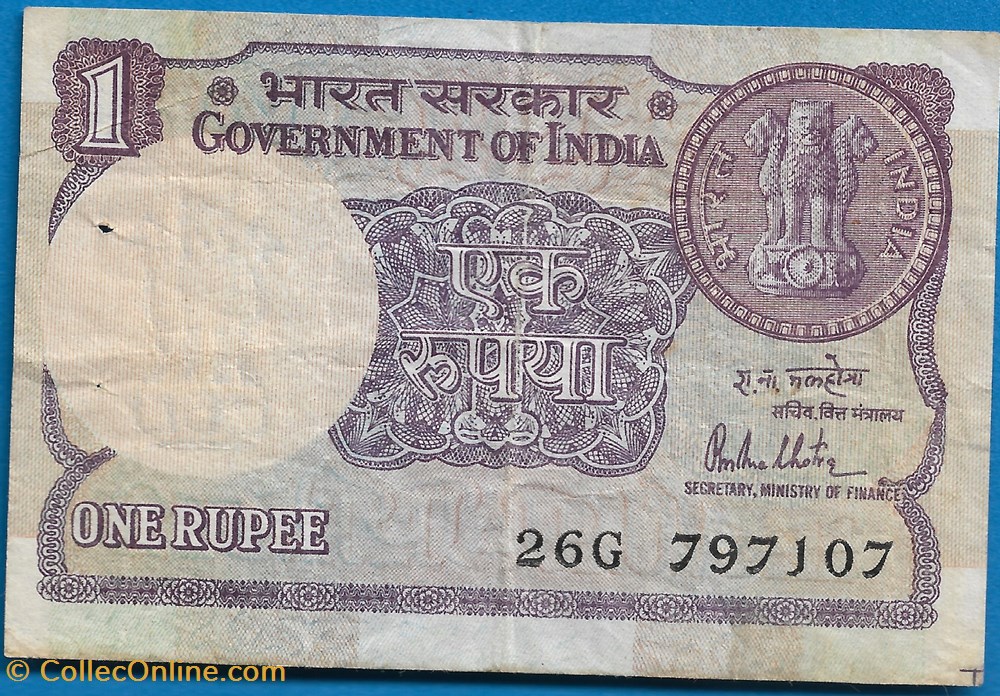 1
भारत सरकार
GOVERNMENT OF INDIA
भारत
INDIA
एक
रुपया
रा. ना. मल्होत्रा
सचिव, वित्त मंत्रालय
SECRETARY, MINISTRY OF FINANCE
ONE RUPEE
26G 797107
© CollecOnline.com